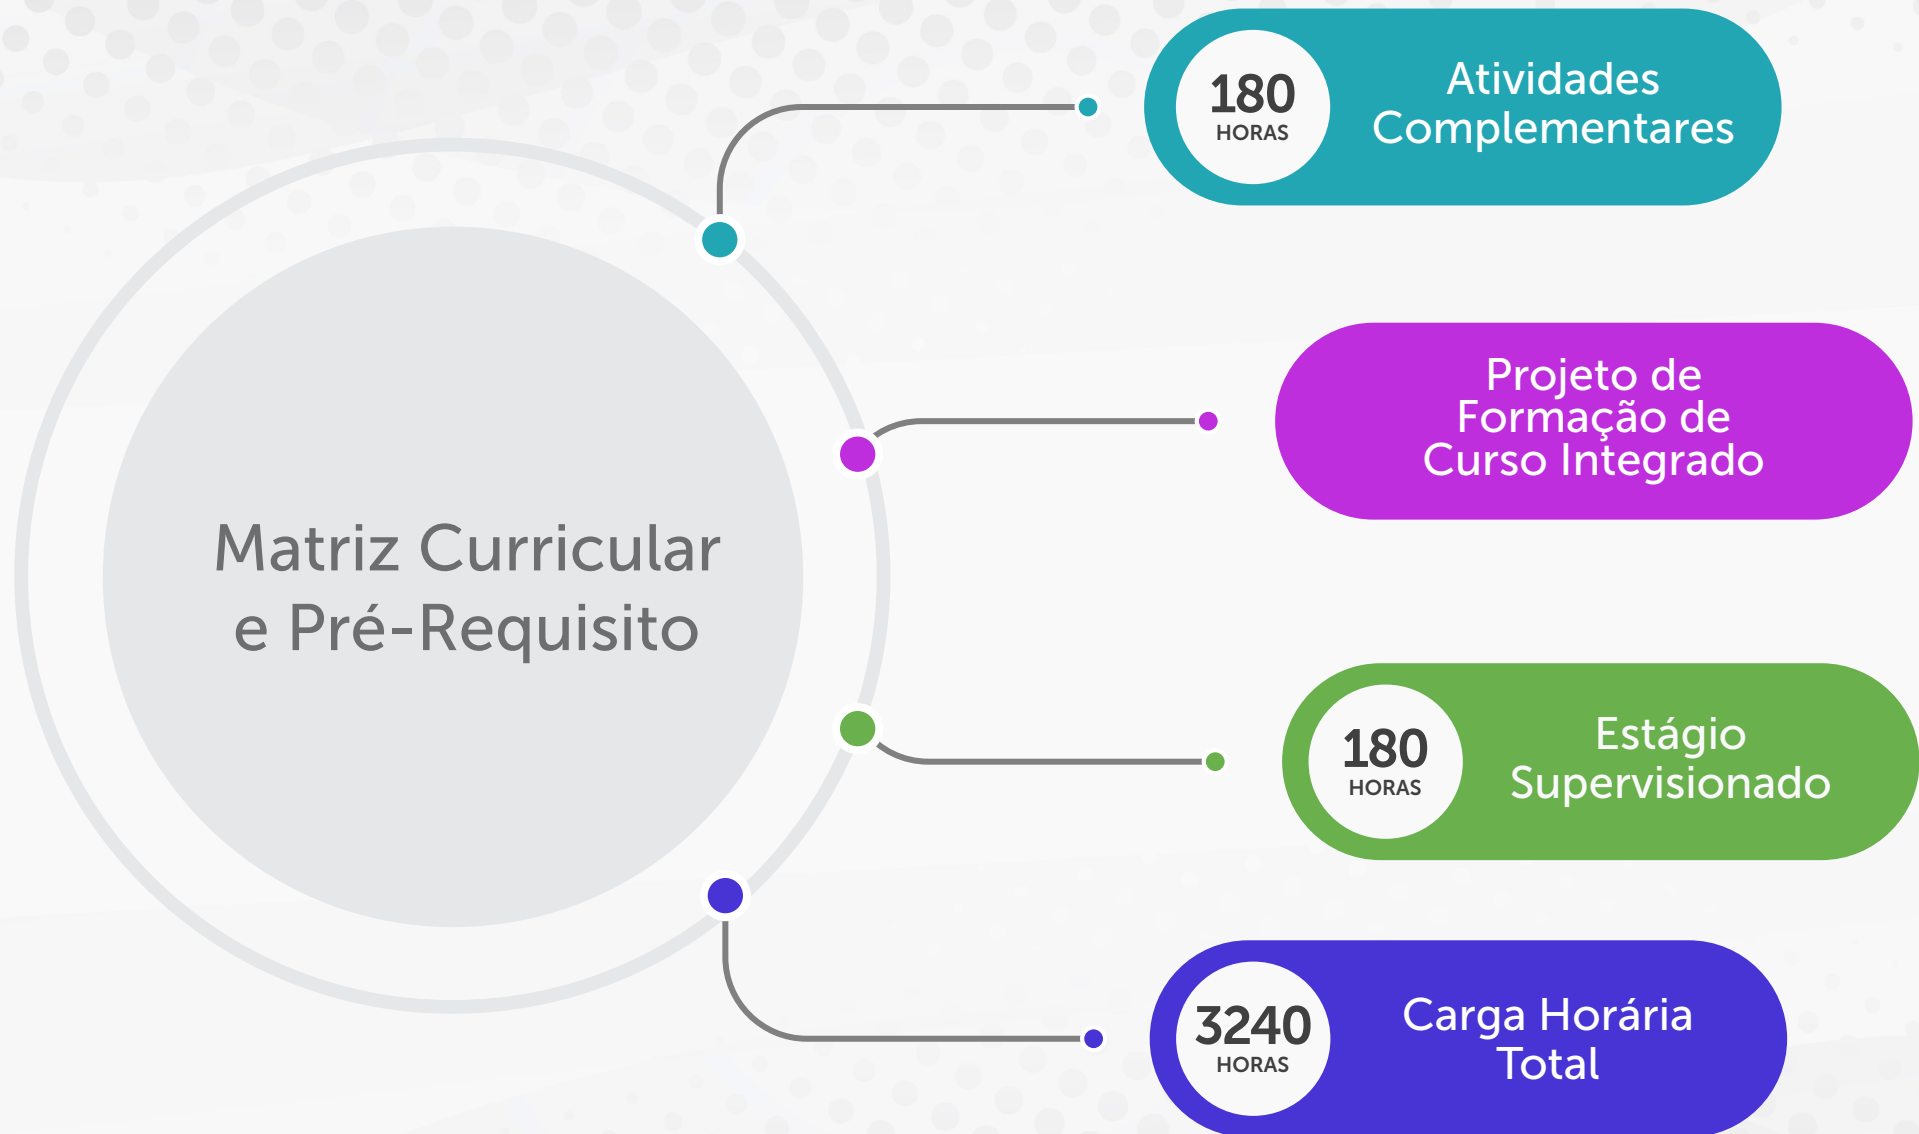 Matriz Curricular
e Pré-Requisito
180
HORAS
Atividades
Complementares
Projeto de
Formação de
Curso Integrado
180
HORAS
Estágio
Supervisionado
3240
HORAS
Carga Horária
Total